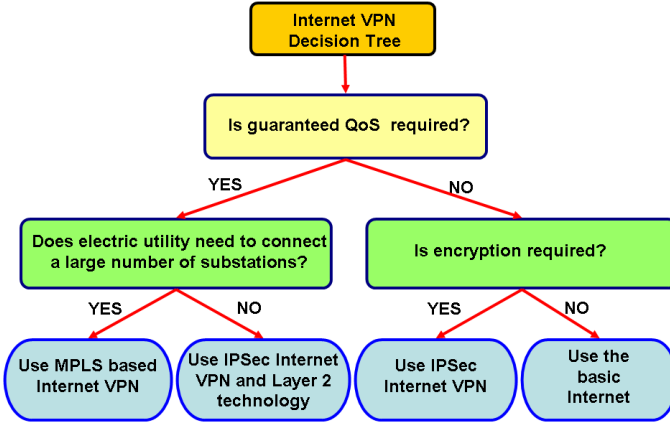 Internet VPN
Decision Tree
Is guaranteed QoS required?
YES
NO
Does electric utility need to connect
a large number of substations?
Is encryption required?
YES
NO
YES
NO
Use MPLS based
Internet VPN
Use IPSec Internet
VPN and Layer 2
technology
Use IPSec
Internet VPN
Use the
basic
Internet